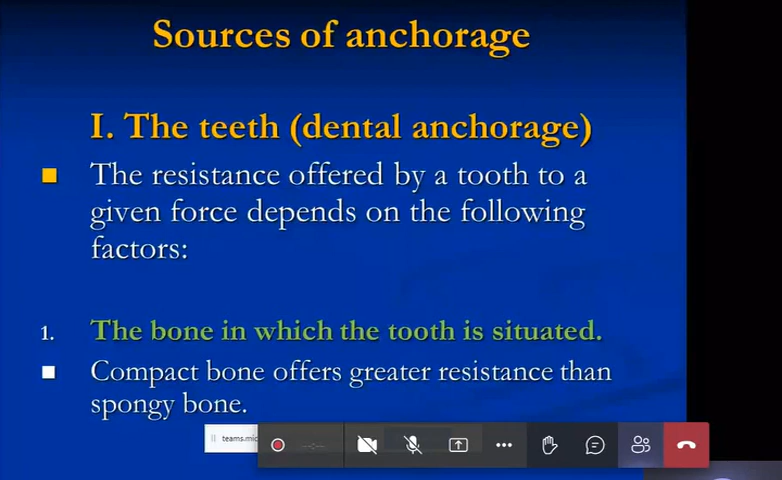 Sources of anchorage
I. The teeth (dental anchorage)
The resistance offered by a tooth to a
given force depends on the following
factors:
1. The bone in which the tooth is situated.
Compact bone offers greater resistance than
spongy bone.
teams.mic